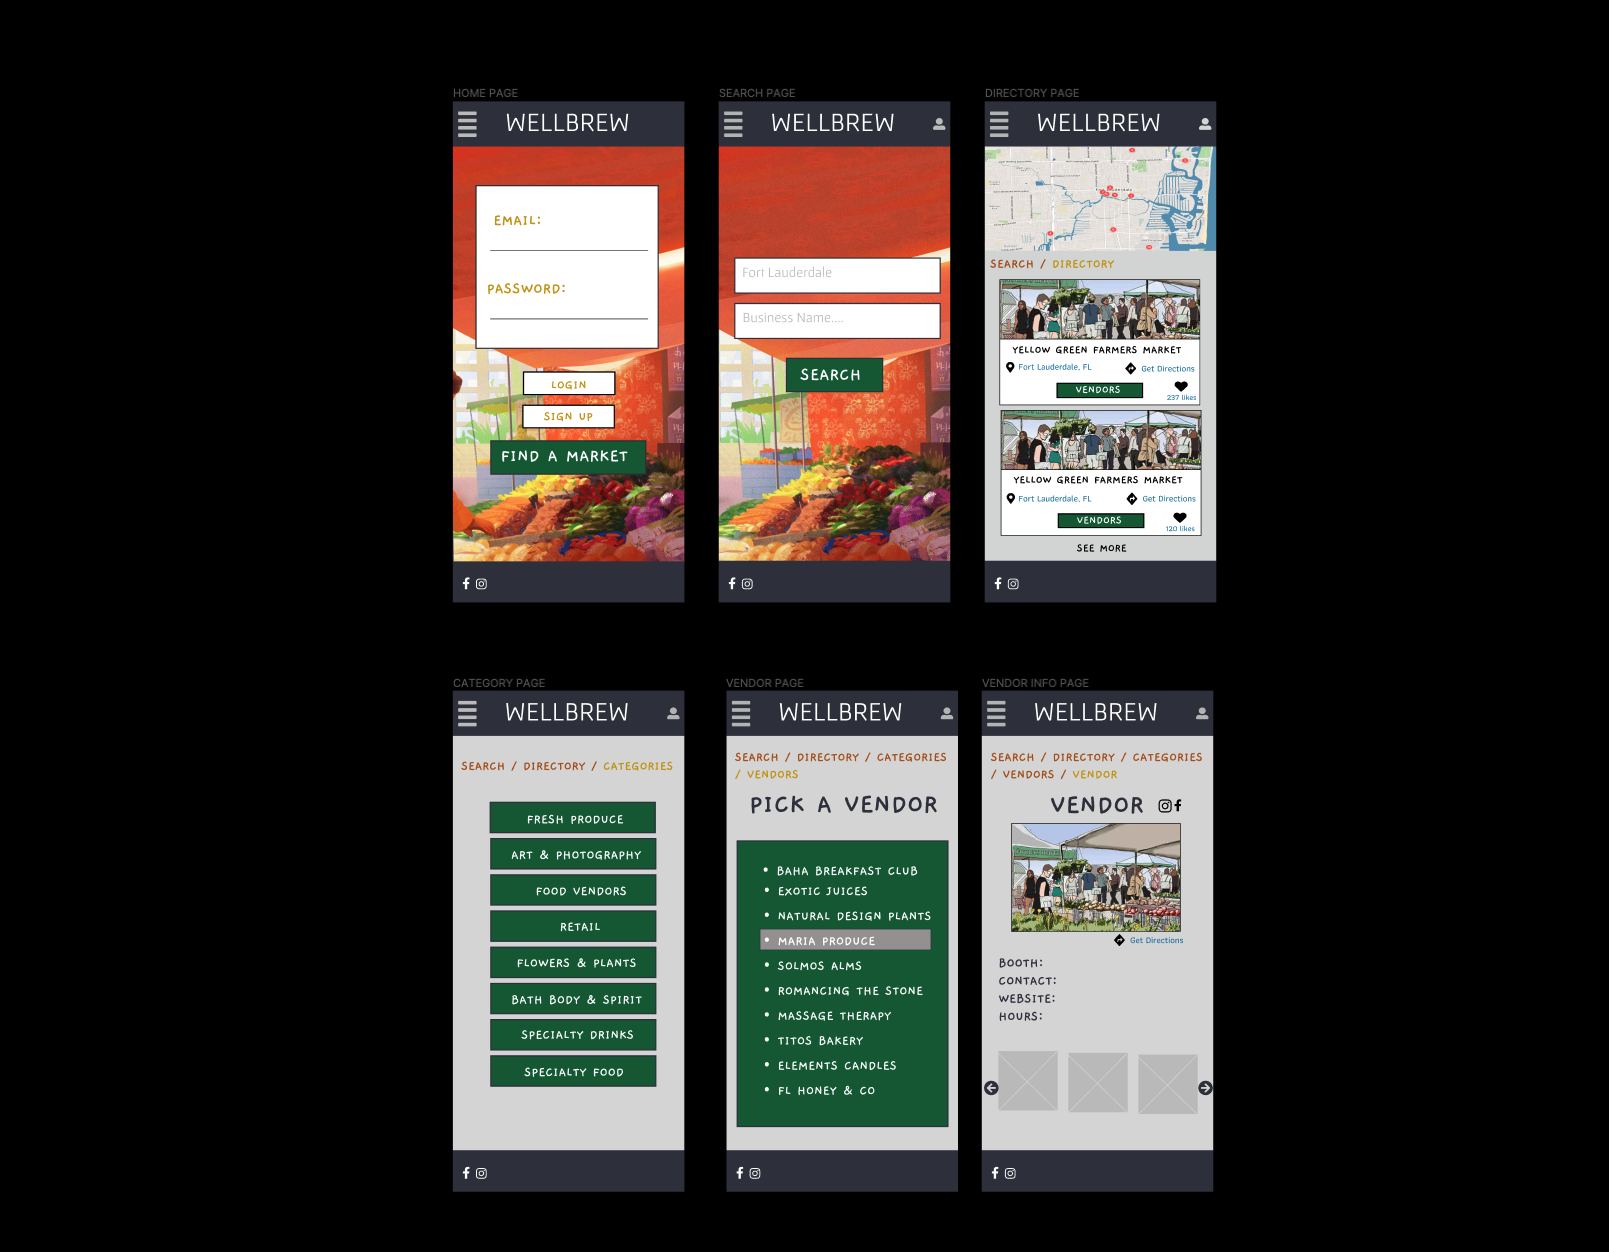 HOME PAGE
WELLBREW
EMAIL:
PASSWORD:
LOGIN
SIGN UP
FIND A MARKET
SEARCH PAGE
WELLBREW
Fort Lauderdale
Business Name....
SEARCH
DIRECTORY PAGE
WELLBREW
SEARCH / DIRECTORY
YELLOW GREEN FARMERS MARKET
Fort Lauderdale, FL
Get Directions
VENDORS
237 likes
YELLOW GREEN FARMERS MARKET
Fort Lauderdale, FL
Get Directions
VENDORS
120 likes
SEE MORE
CATEGORY PAGE
WELLBREW
SEARCH / DIRECTORY / CATEGORIES
FRESH PRODUCE
ART & PHOTOGRAPHY
FOOD VENDORS
RETAIL
FLOWERS & PLANTS
BATH BODY & SPIRIT
SPECIALTY DRINKS
SPECIALTY FOOD
VENDOR PAGE
WELLBREW
SEARCH / DIRECTORY / CATEGORIES
/ VENDORS
PICK A VENDOR
• BAHA BREAKFAST CLUB
• EXOTIC JUICES
• NATURAL DESIGN PLANTS
• MARIA PRODUCE
• SOLMOS ALMS
• ROMANCING THE STONE
• MASSAGE THERAPY
• TITOS BAKERY
• ELEMENTS CANDLES
• FL HONEY & CO
VENDOR INFO PAGE
WELLBREW
SEARCH / DIRECTORY / CATEGORIES
/ VENDORS / VENDOR
VENDOR
Get Directions
BOOTH:
CONTACT:
WEBSITE:
HOURS: